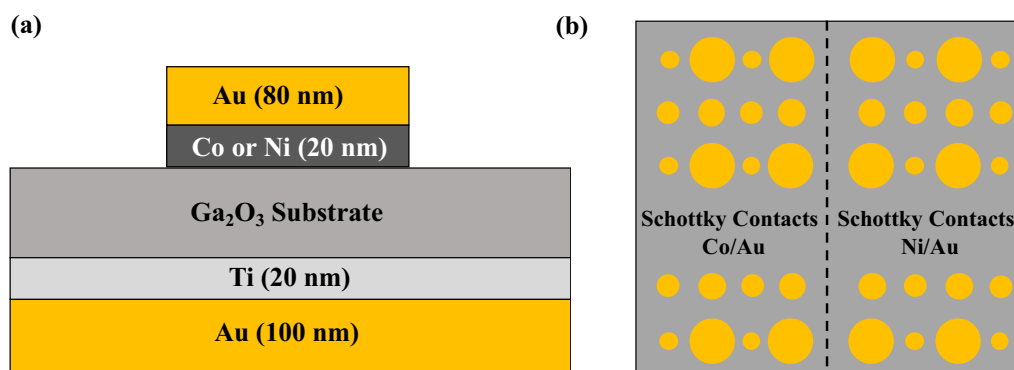 (a)
Au (80 nm)
Co or Ni (20 nm)
Ga₂O₃ Substrate
Ti (20 nm)
Au (100 nm)
(b)
Schottky Contacts
Co/Au
Schottky Contacts
Ni/Au